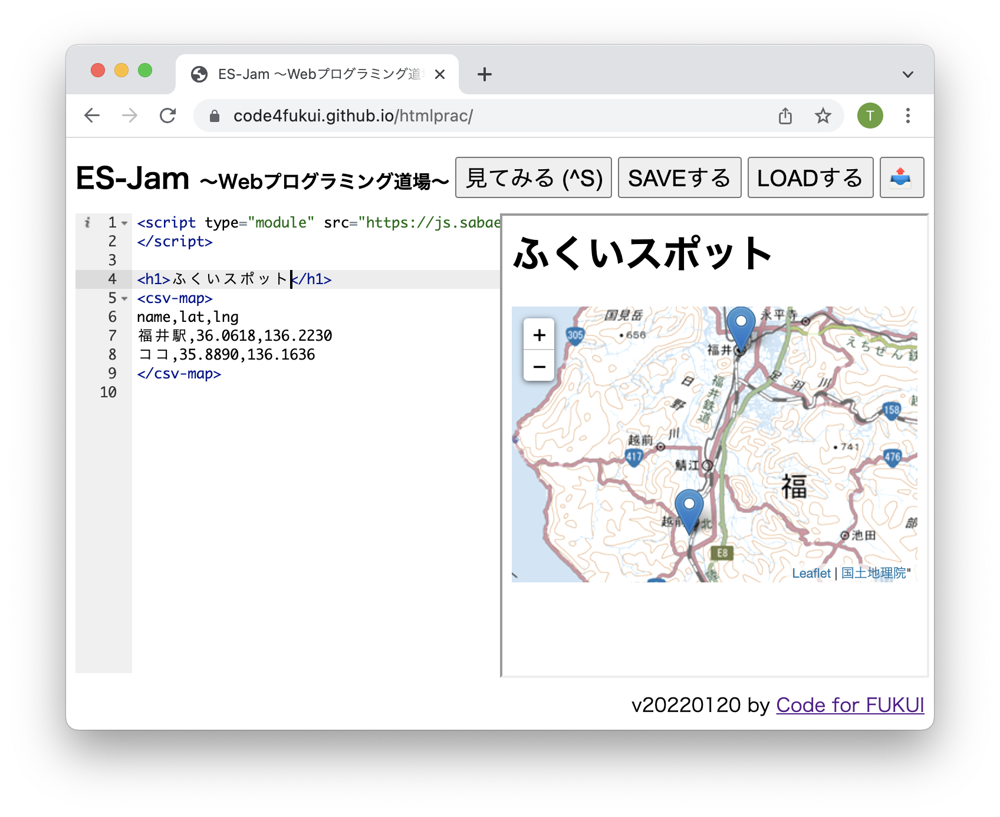 ES-Jam 〜Webプログラミング道
code4fukui.github.io/htmlprac/
T
ES-Jam 〜Webプログラミング道場〜
見てみる (^S)
SAVEする
LOADする
1 <script type="module" src="https://js.sabae
2 </script>
3
4 <h1>ふくいスポット</h1>
5 <csv-map>
6 name,lat,lng
7 福井駅,36.0618,136.2230
8 ココ,35.8890,136.1636
9 </csv-map>
10
ふくいスポット
+
−
国見岳
永平寺
305
656
えちぜん鉄
福井
足羽川
日野川
福井鉄道
158
越前
741
417
476
鯖江
福
越前
北
部
池田
E8
Leaflet | 国土地理院"
v20220120 by Code for FUKUI